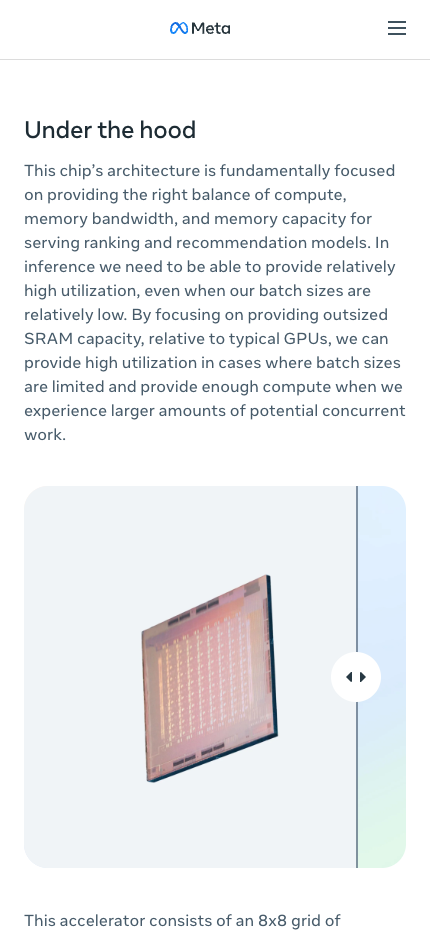 Meta
Under the hood
This chip's architecture is fundamentally focused
on providing the right balance of compute,
memory bandwidth, and memory capacity for
serving ranking and recommendation models. In
inference we need to be able to provide relatively
high utilization, even when our batch sizes are
relatively low. By focusing on providing outsized
SRAM capacity, relative to typical GPUs, we can
provide high utilization in cases where batch sizes
are limited and provide enough compute when we
experience larger amounts of potential concurrent
work.
This accelerator consists of an 8x8 grid of